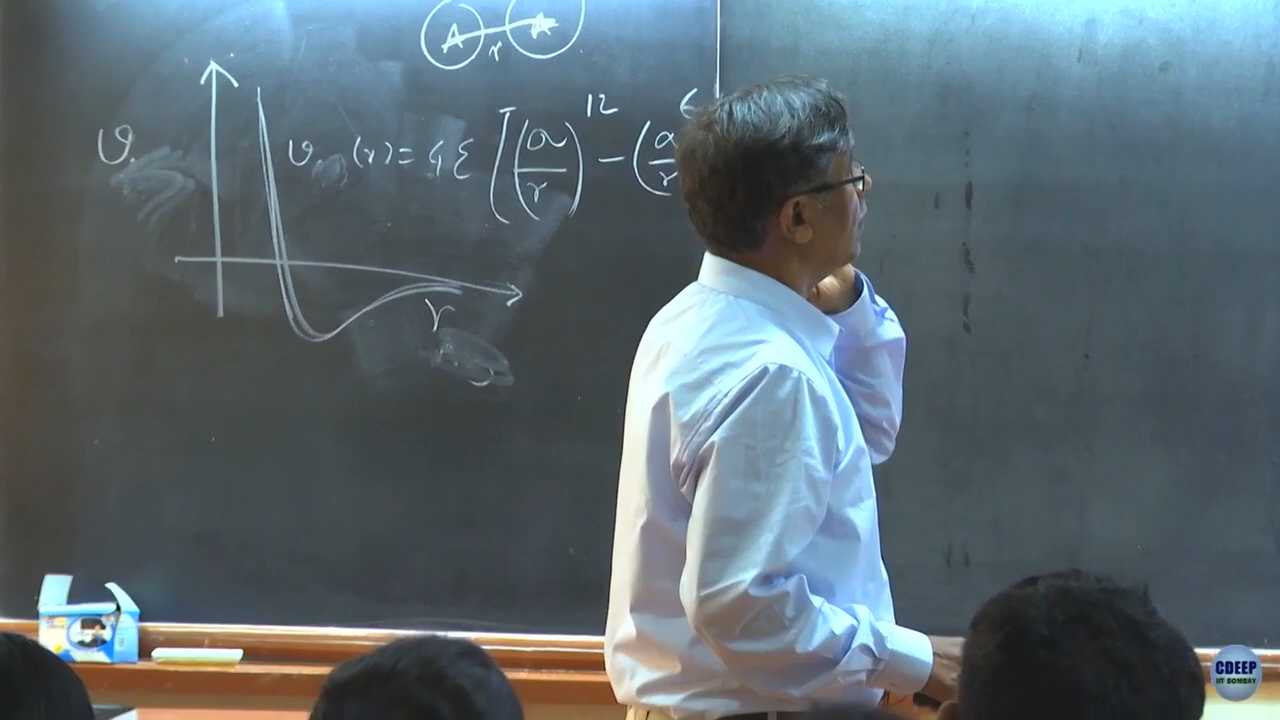 A A
r
υ
υ (r) = 4ε [(σ/r)^12 − (σ/r)^6
r
CDEEP
IIT BOMBAY